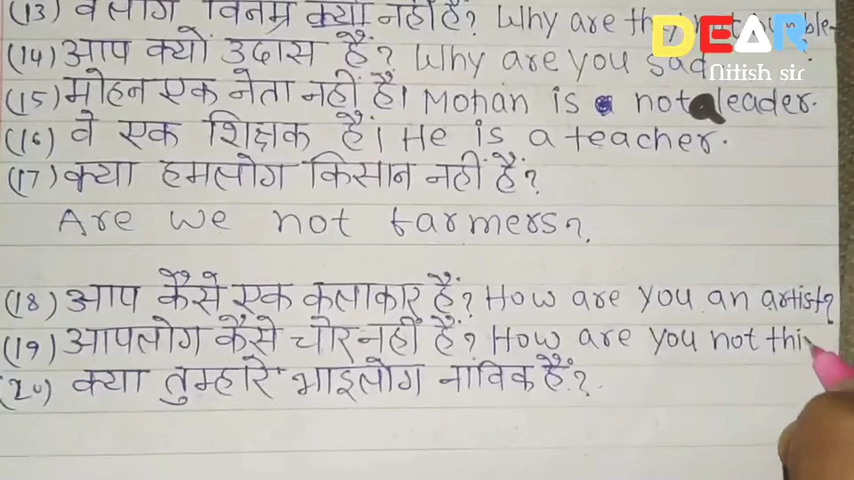 (13) वे लोग विनम्र क्यों नहीं हैं? Why are they not humble
DEAR
(14) आप क्यों उदास हैं? Why are you sad
Nitish sir
(15) मोहन एक नेता नहीं है। Mohan is not a leader.
(16) वे एक शिक्षक हैं। He is a teacher.
(17) क्या हमलोग किसान नहीं हैं?
Are we not farmers?
(18) आप कैसे एक कलाकार हैं? How are you an artist?
(19) आपलोग कैसे चोर नहीं हैं? How are you not thi
(20) क्या तुम्हारे भाइलोग नाविक हैं?